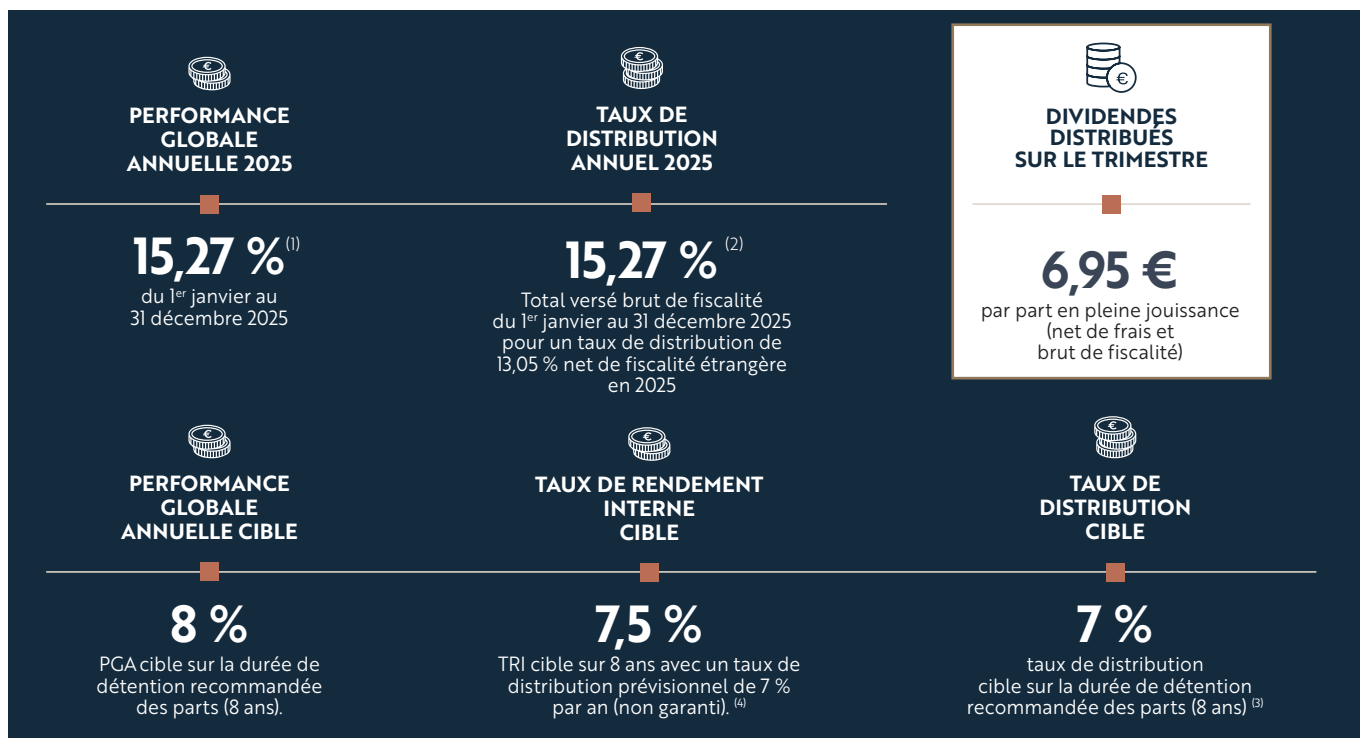 PERFORMANCE
GLOBALE
ANNUELLE 2025
15,27 % (1)
du 1er janvier au
31 décembre 2025
TAUX DE
DISTRIBUTION
ANNUEL 2025
15,27 % (2)
Total versé brut de fiscalité
du 1er janvier au 31 décembre 2025
pour un taux de distribution de
13,05 % net de fiscalité étrangère
en 2025
DIVIDENDES
DISTRIBUÉS
SUR LE TRIMESTRE
6,95 €
par part en pleine jouissance
(net de frais et
brut de fiscalité)
PERFORMANCE
GLOBALE
ANNUELLE CIBLE
8 %
PGA cible sur la durée de
détention recommandée
des parts (8 ans).
TAUX DE RENDEMENT
INTERNE
CIBLE
7,5 %
TRI cible sur 8 ans avec un taux de
distribution prévisionnel de 7 %
par an (non garanti). (4)
TAUX DE
DISTRIBUTION
CIBLE
7 %
taux de distribution
cible sur la durée de détention
recommandée des parts (8 ans) (3)